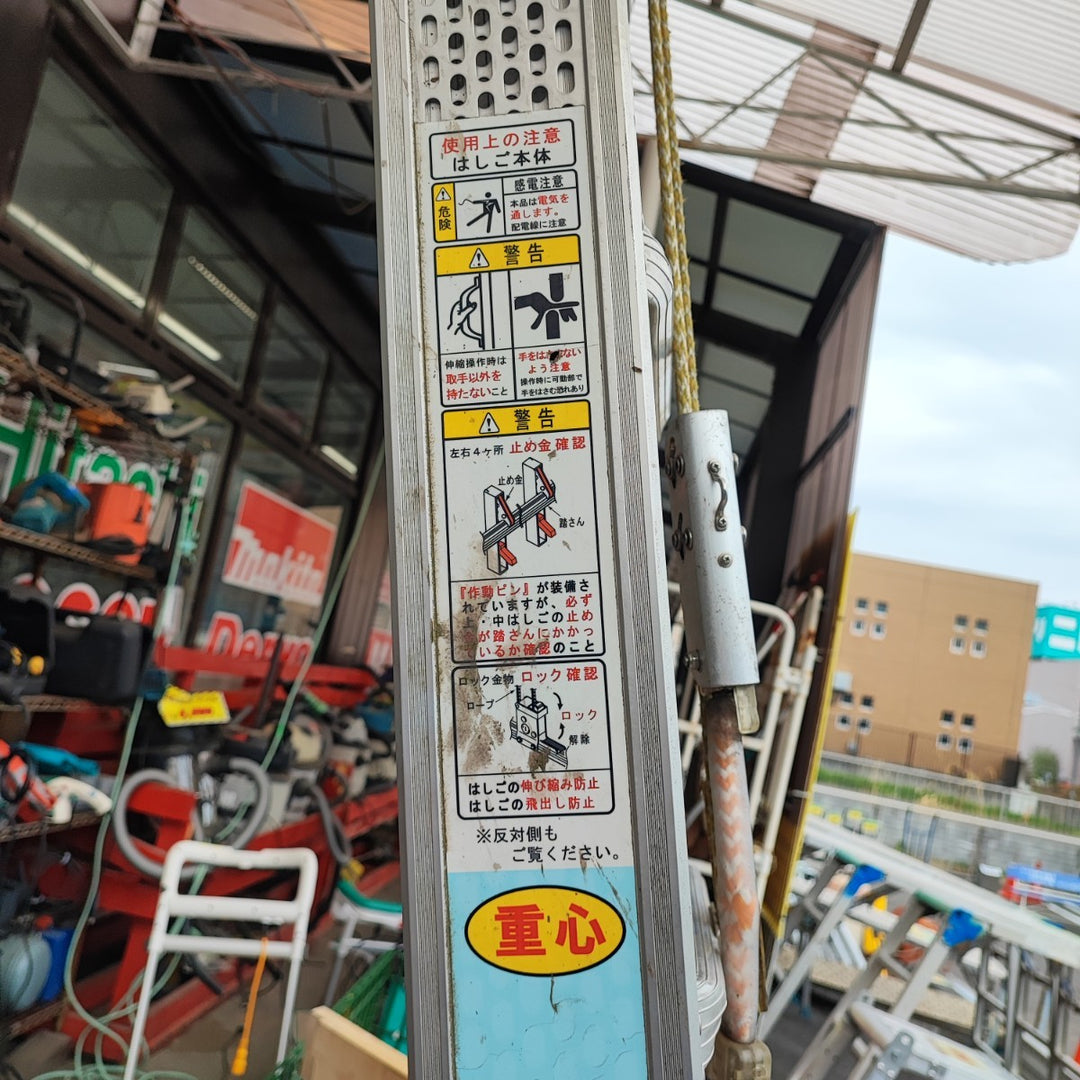 使用上の注意
はしご本体
危険
感電注意
本品は電気を
通します。
配電線に注意
警告
伸縮操作時は
取手以外を
持たないこと
手をは
ない
よう注意
操作時に可動部で
手をはさむ恐れあり
警告
左右4ヶ所 止め金確認
止め金
踏さん
『作動ピン』が装備さ
れていますが、必ず
上・中はしごの止め
が踏さんにかかっ
いるか確認のこと
ロック金物 ロック確認
ロープ
ロック
解除
はしごの伸び縮み防止
はしごの飛出し防止
※反対側も
ご覧ください。
重心
makita